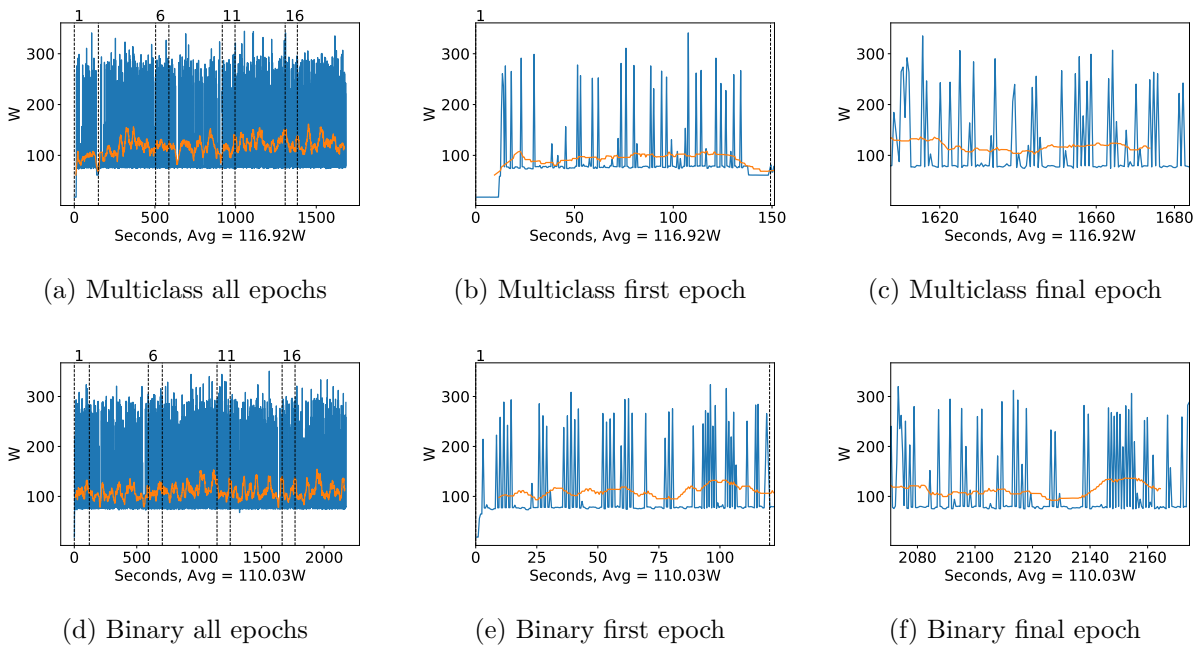 1 6 11 16
300
200
100
W
0 500 1000 1500
Seconds, Avg = 116.92W
(a) Multiclass all epochs
1
300
200
100
W
0 50 100 150
Seconds, Avg = 116.92W
(b) Multiclass first epoch
300
200
100
W
1620 1640 1660 1680
Seconds, Avg = 116.92W
(c) Multiclass final epoch
1 6 11 16
300
200
100
W
0 500 1000 1500 2000
Seconds, Avg = 110.03W
(d) Binary all epochs
1
300
200
100
W
0 25 50 75 100
Seconds, Avg = 110.03W
(e) Binary first epoch
300
200
100
W
2080 2100 2120 2140 2160
Seconds, Avg = 110.03W
(f) Binary final epoch